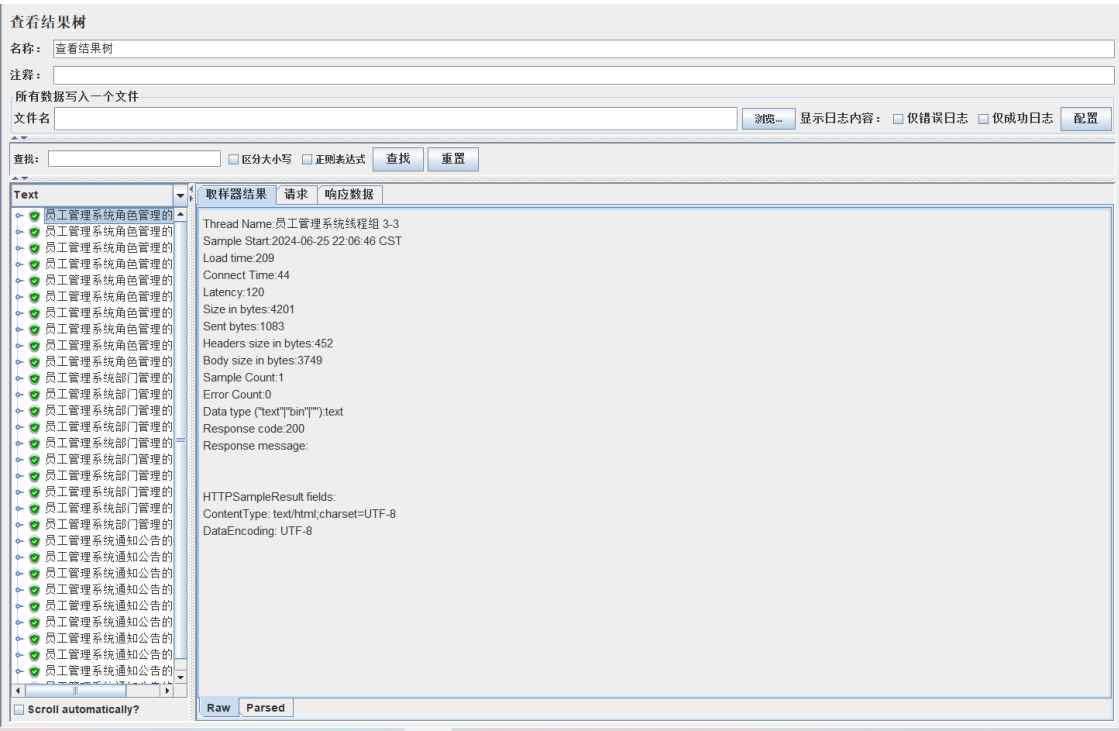 查看结果树
名称： 查看结果树
注释：
所有数据写入一个文件
文件名 浏览... 显示日志内容： 仅错误日志 仅成功日志 配置
查找: 区分大小写 正则表达式 查找 重置
Text
取样器结果 请求 响应数据
员工管理系统角色管理的
员工管理系统角色管理的
员工管理系统角色管理的
员工管理系统角色管理的
员工管理系统角色管理的
员工管理系统角色管理的
员工管理系统角色管理的
员工管理系统角色管理的
员工管理系统角色管理的
员工管理系统角色管理的
员工管理系统部门管理的
员工管理系统部门管理的
员工管理系统部门管理的
员工管理系统部门管理的
员工管理系统部门管理的
员工管理系统部门管理的
员工管理系统部门管理的
员工管理系统部门管理的
员工管理系统部门管理的
员工管理系统部门管理的
员工管理系统通知公告的
员工管理系统通知公告的
员工管理系统通知公告的
员工管理系统通知公告的
员工管理系统通知公告的
员工管理系统通知公告的
员工管理系统通知公告的
员工管理系统通知公告的
员工管理系统通知公告的
Scroll automatically?
Thread Name:员工管理系统线程组 3-3
Sample Start:2024-06-25 22:06:46 CST
Load time:209
Connect Time:44
Latency:120
Size in bytes:4201
Sent bytes:1083
Headers size in bytes:452
Body size in bytes:3749
Sample Count:1
Error Count:0
Data type ("text"|"bin"|""):text
Response code:200
Response message:
HTTPSampleResult fields:
ContentType: text/html;charset=UTF-8
DataEncoding: UTF-8
Raw Parsed